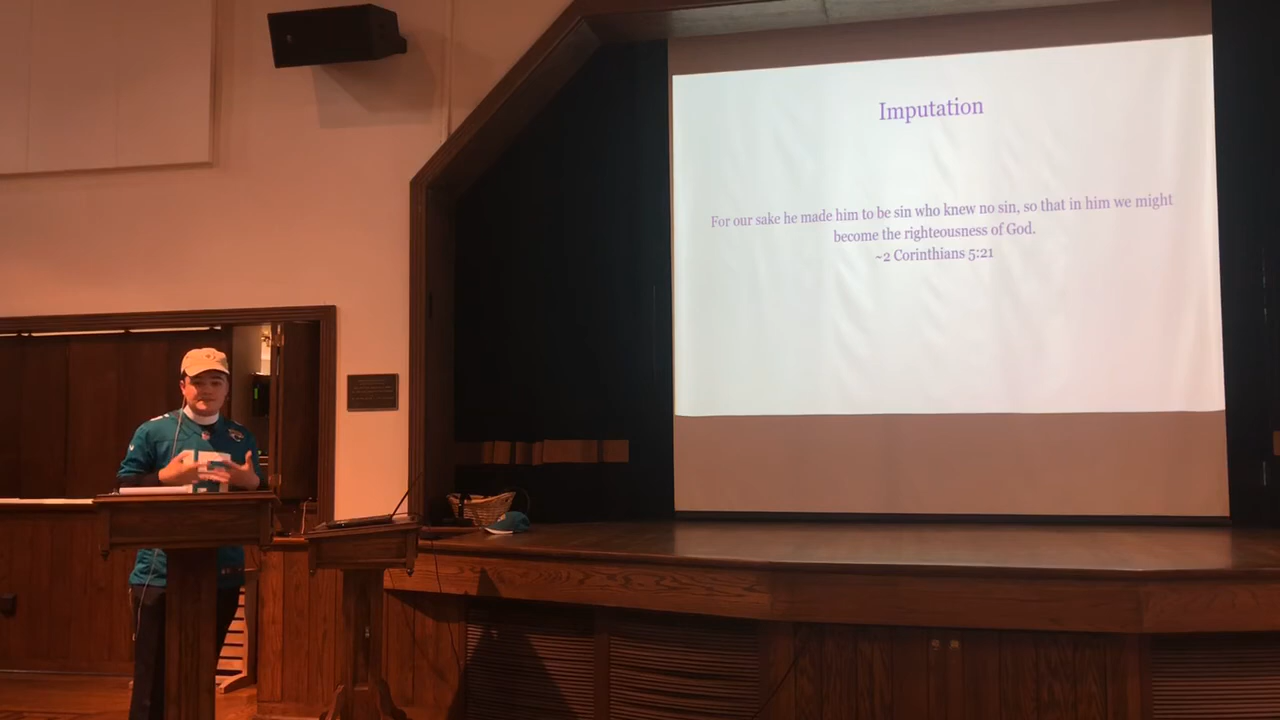 Imputation
For our sake he made him to be sin who knew no sin, so that in him we might
become the righteousness of God.
~2 Corinthians 5:21